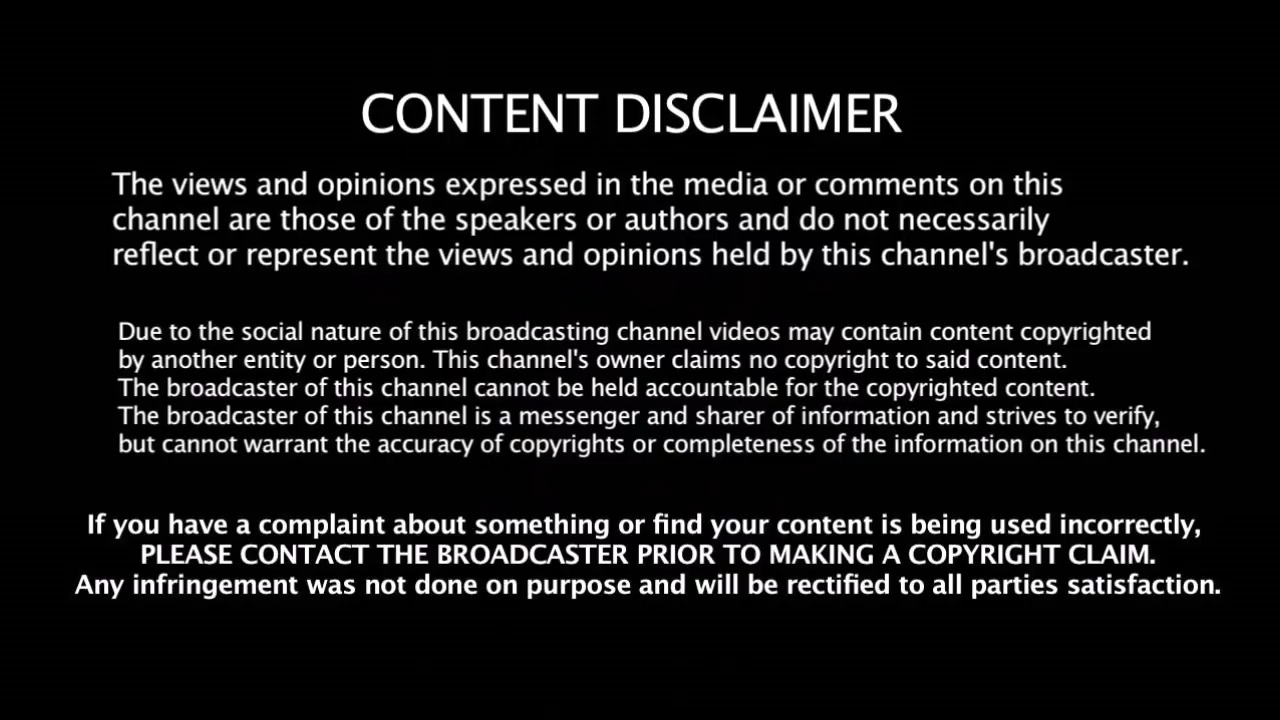 CONTENT DISCLAIMER
The views and opinions expressed in the media or comments on this
channel are those of the speakers or authors and do not necessarily
reflect or represent the views and opinions held by this channel's broadcaster.
Due to the social nature of this broadcasting channel videos may contain content copyrighted
by another entity or person. This channel's owner claims no copyright to said content.
The broadcaster of this channel cannot be held accountable for the copyrighted content.
The broadcaster of this channel is a messenger and sharer of information and strives to verify,
but cannot warrant the accuracy of copyrights or completeness of the information on this channel.
If you have a complaint about something or find your content is being used incorrectly,
PLEASE CONTACT THE BROADCASTER PRIOR TO MAKING A COPYRIGHT CLAIM.
Any infringement was not done on purpose and will be rectified to all parties satisfaction.